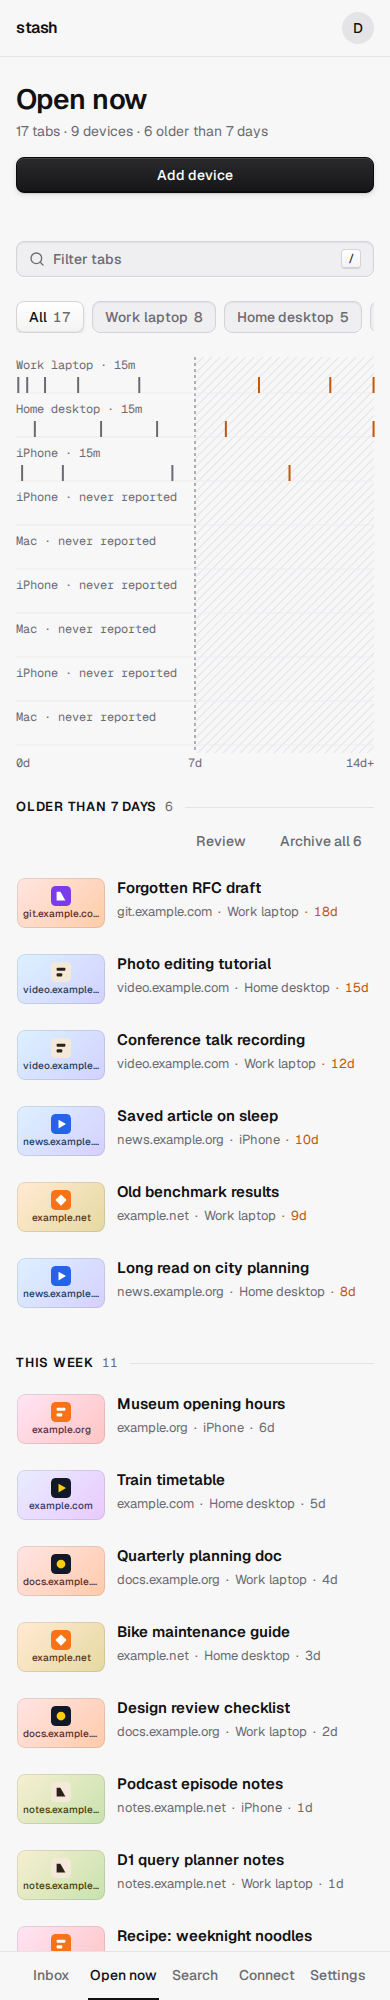 stash
D
Open now
17 tabs · 9 devices · 6 older than 7 days
Add device
Filter tabs /
All 17 Work laptop 8 Home desktop 5
Work laptop · 15m
Home desktop · 15m
iPhone · 15m
iPhone · never reported
Mac · never reported
iPhone · never reported
Mac · never reported
iPhone · never reported
Mac · never reported
0d 7d 14d+
OLDER THAN 7 DAYS 6
Review Archive all 6
git.example.co…
Forgotten RFC draft
git.example.com · Work laptop · 18d
video.example…
Photo editing tutorial
video.example.com · Home desktop · 15d
video.example…
Conference talk recording
video.example.com · Work laptop · 12d
news.example.…
Saved article on sleep
news.example.org · iPhone · 10d
example.net
Old benchmark results
example.net · Work laptop · 9d
news.example.…
Long read on city planning
news.example.org · Home desktop · 8d
THIS WEEK 11
example.org
Museum opening hours
example.org · iPhone · 6d
example.com
Train timetable
example.com · Home desktop · 5d
docs.example.…
Quarterly planning doc
docs.example.org · Work laptop · 4d
example.net
Bike maintenance guide
example.net · Home desktop · 3d
docs.example.…
Design review checklist
docs.example.org · Work laptop · 2d
notes.example…
Podcast episode notes
notes.example.net · iPhone · 1d
notes.example…
D1 query planner notes
notes.example.net · Work laptop · 1d
Recipe: weeknight noodles
Inbox Open now Search Connect Settings